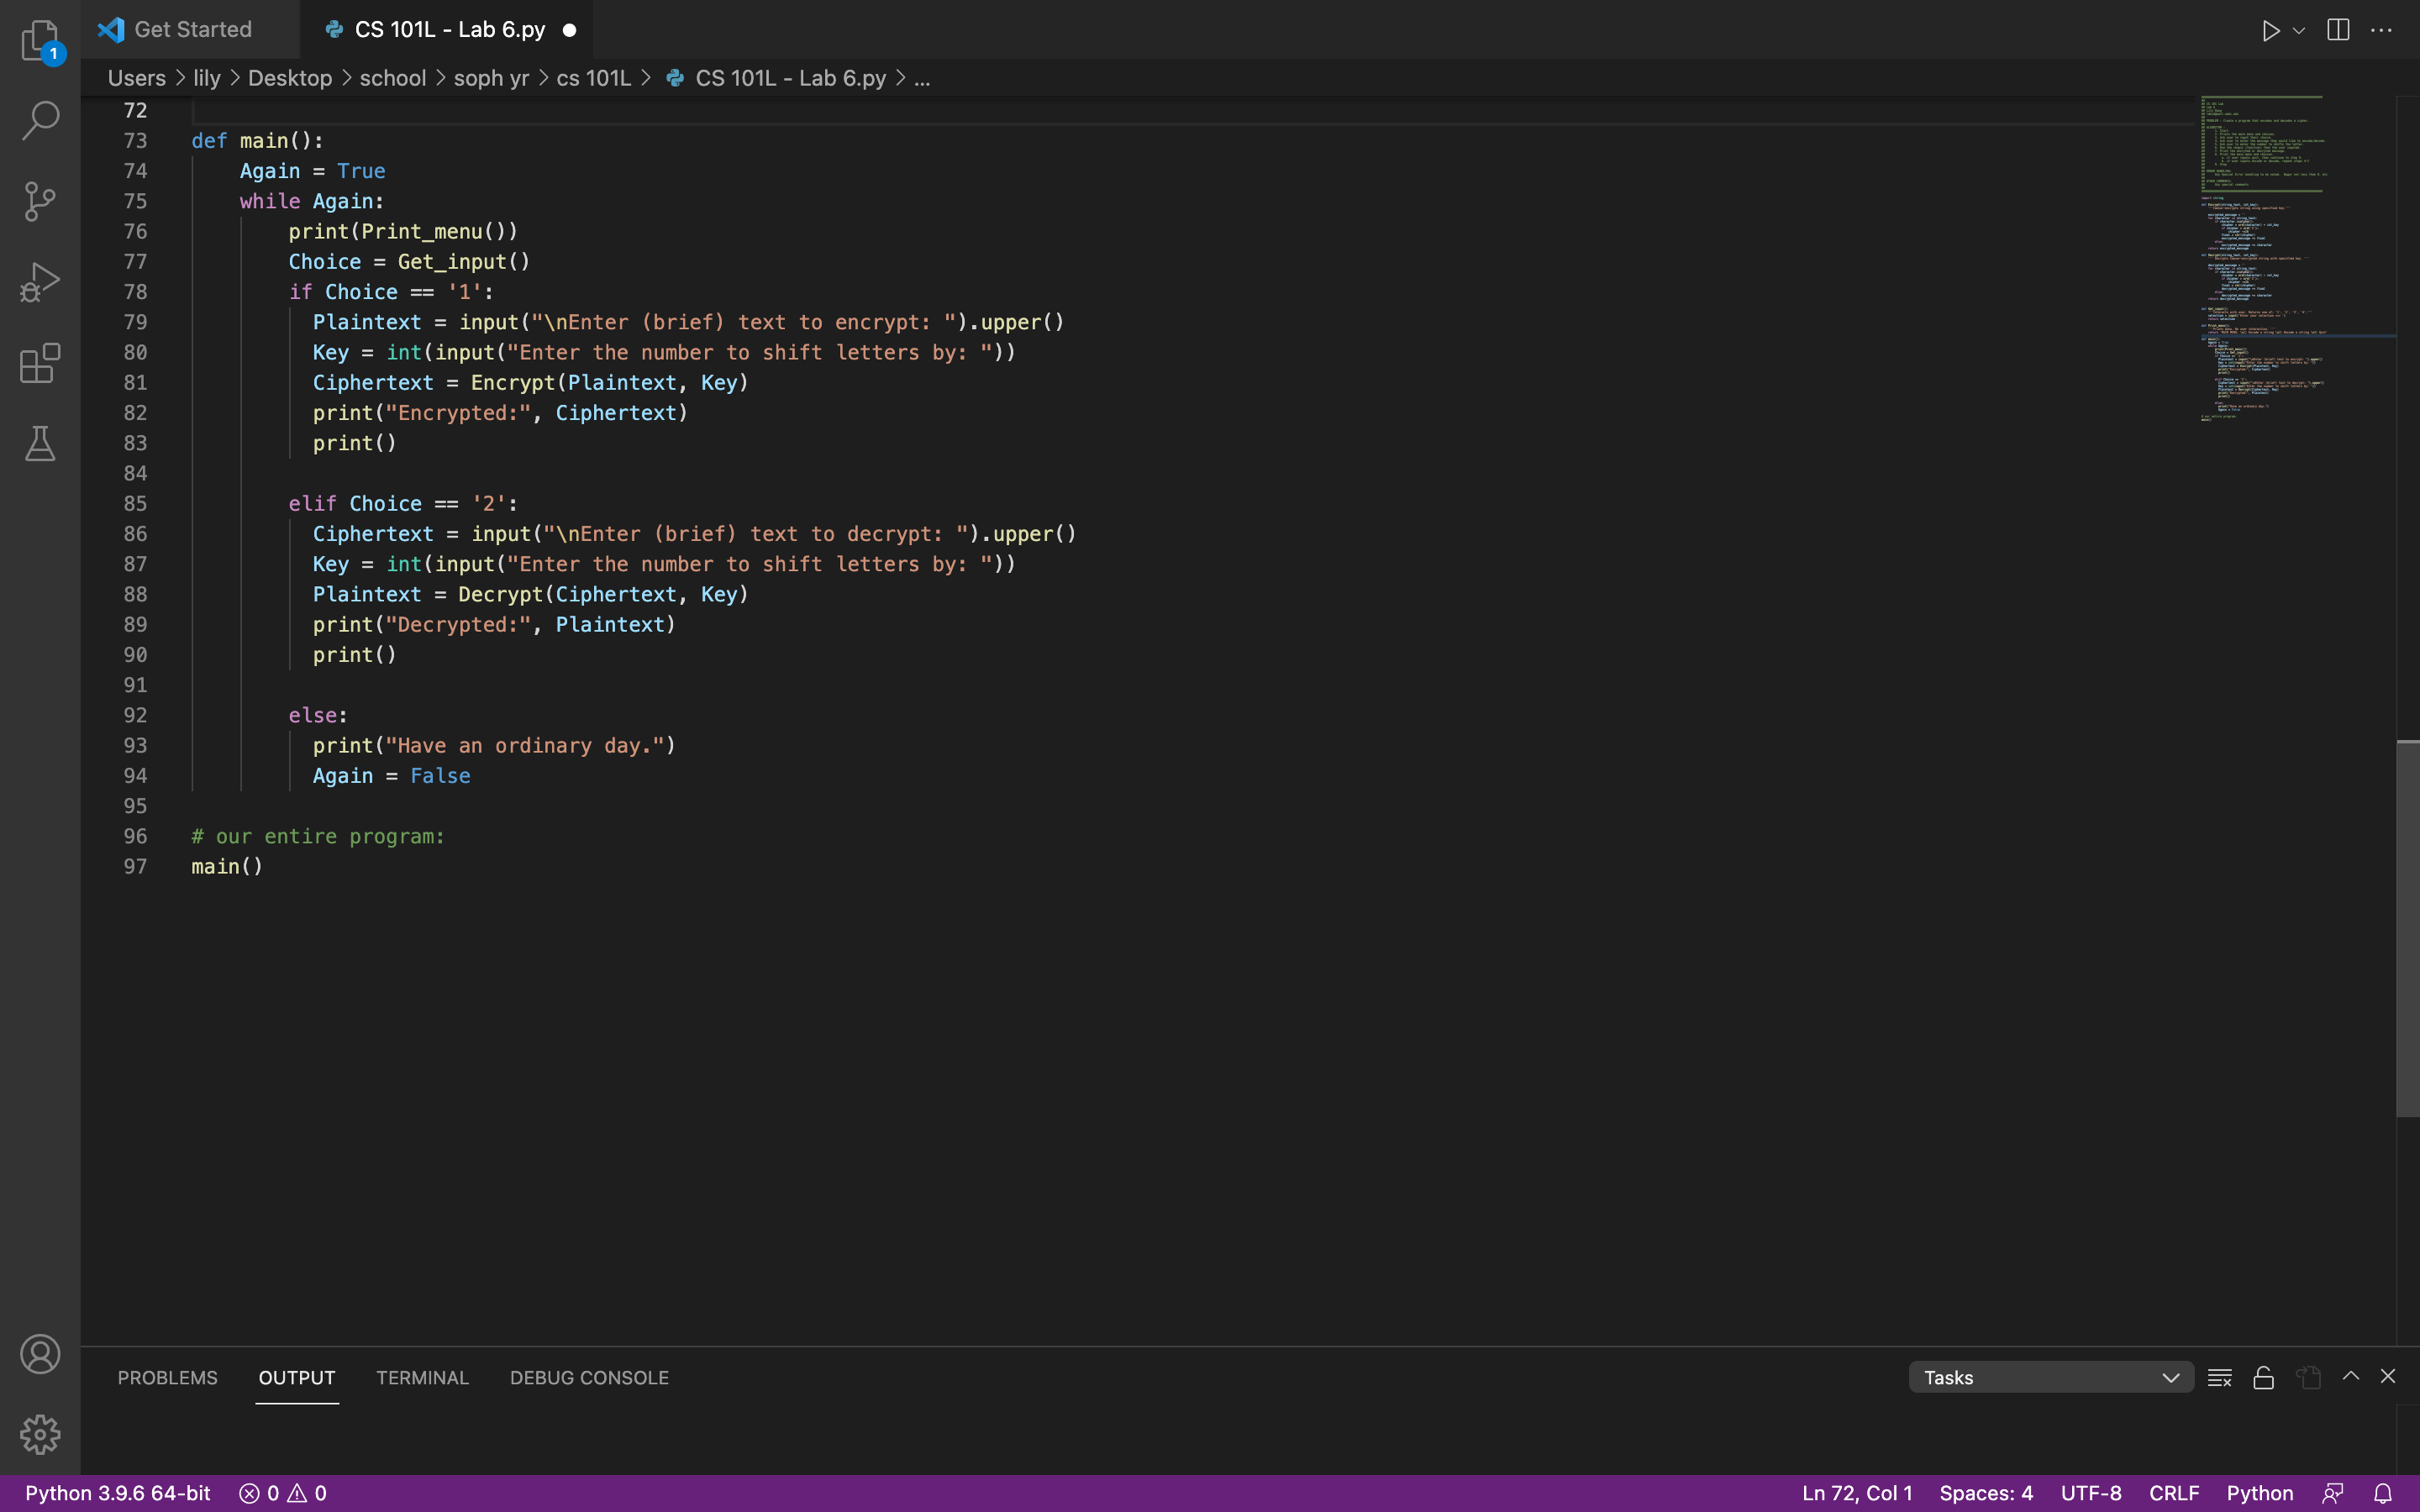 Get Started
CS 101L - Lab 6.py
1
Users > lily > Desktop > school > soph yr > cs 101L > CS 101L - Lab 6.py > ...
72
73 def main():
74     Again = True
75     while Again:
76         print(Print_menu())
77         Choice = Get_input()
78         if Choice == '1':
79           Plaintext = input("\nEnter (brief) text to encrypt: ").upper()
80           Key = int(input("Enter the number to shift letters by: "))
81           Ciphertext = Encrypt(Plaintext, Key)
82           print("Encrypted:", Ciphertext)
83           print()
84
85         elif Choice == '2':
86           Ciphertext = input("\nEnter (brief) text to decrypt: ").upper()
87           Key = int(input("Enter the number to shift letters by: "))
88           Plaintext = Decrypt(Ciphertext, Key)
89           print("Decrypted:", Plaintext)
90           print()
91
92         else:
93           print("Have an ordinary day.")
94           Again = False
95
96 # our entire program:
97 main()
PROBLEMS OUTPUT TERMINAL DEBUG CONSOLE
Tasks
Python 3.9.6 64-bit 0 0
Ln 72, Col 1 Spaces: 4 UTF-8 CRLF Python